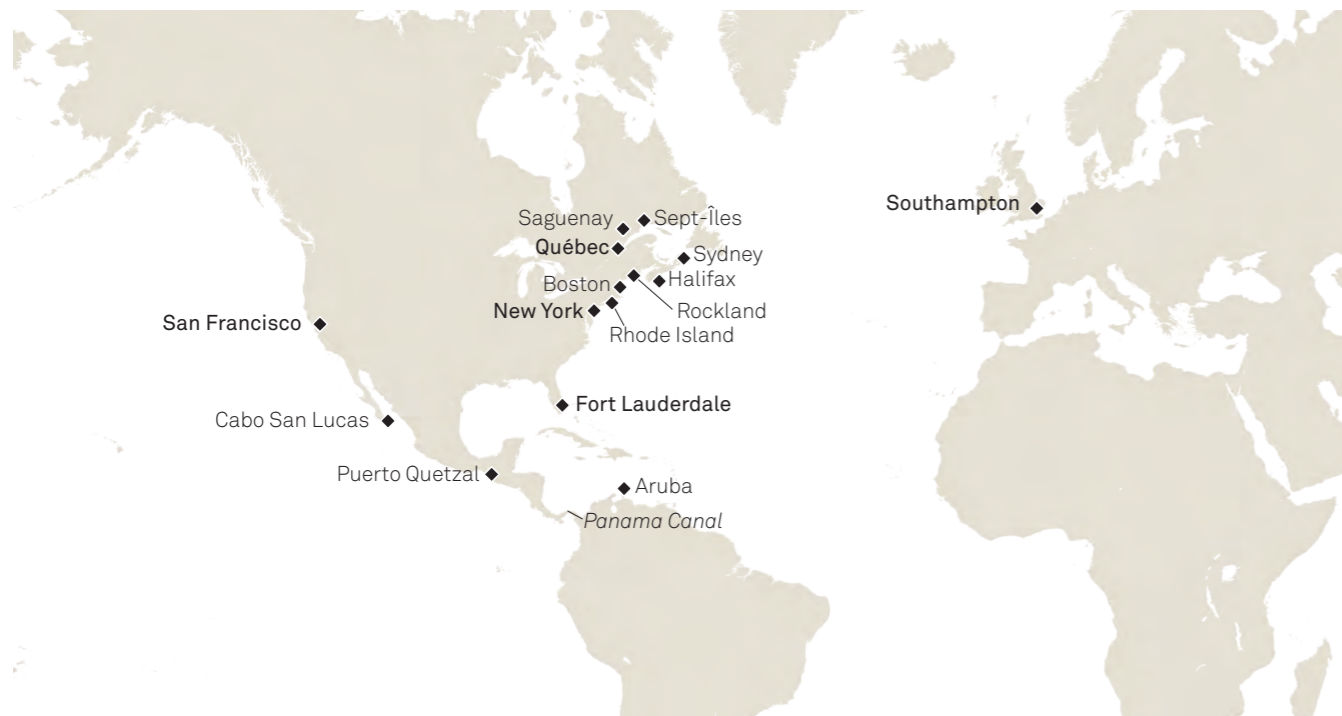 Southampton
Saguenay
Sept-Îles
Québec
Sydney
Boston
Halifax
New York
Rockland
San Francisco
Rhode Island
Fort Lauderdale
Cabo San Lucas
Puerto Quetzal
Aruba
Panama Canal